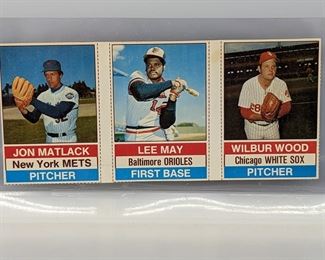 JON MATLACK
New York METS
PITCHER
LEE MAY
Baltimore ORIOLES
FIRST BASE
WILBUR WOOD
Chicago WHITE SOX
PITCHER